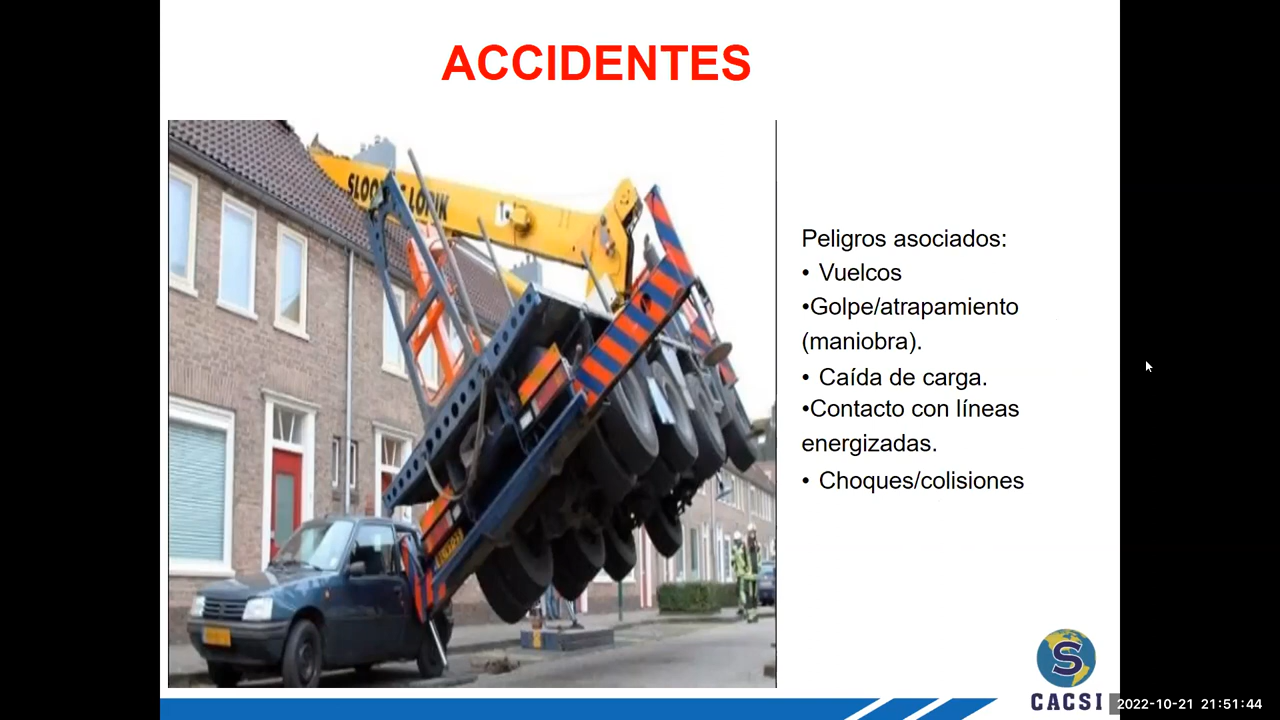 ACCIDENTES
Peligros asociados:
• Vuelcos
•Golpe/atrapamiento
(maniobra).
• Caída de carga.
•Contacto con líneas
energizadas.
• Choques/colisiones
S
CACSI
2022-10-21 21:51:44